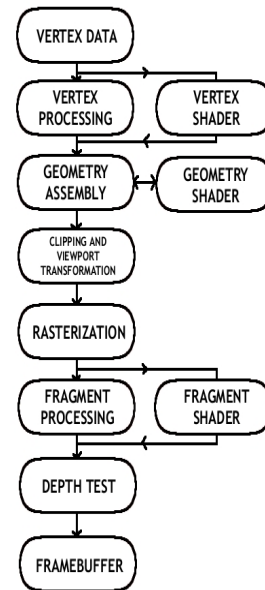 VERTEX DATA
VERTEX
PROCESSING
VERTEX
SHADER
GEOMETRY
ASSEMBLY
GEOMETRY
SHADER
CLIPPING AND
VIEWPORT
TRANSFORMATION
RASTERIZATION
FRAGMENT
PROCESSING
FRAGMENT
SHADER
DEPTH TEST
FRAMEBUFFER